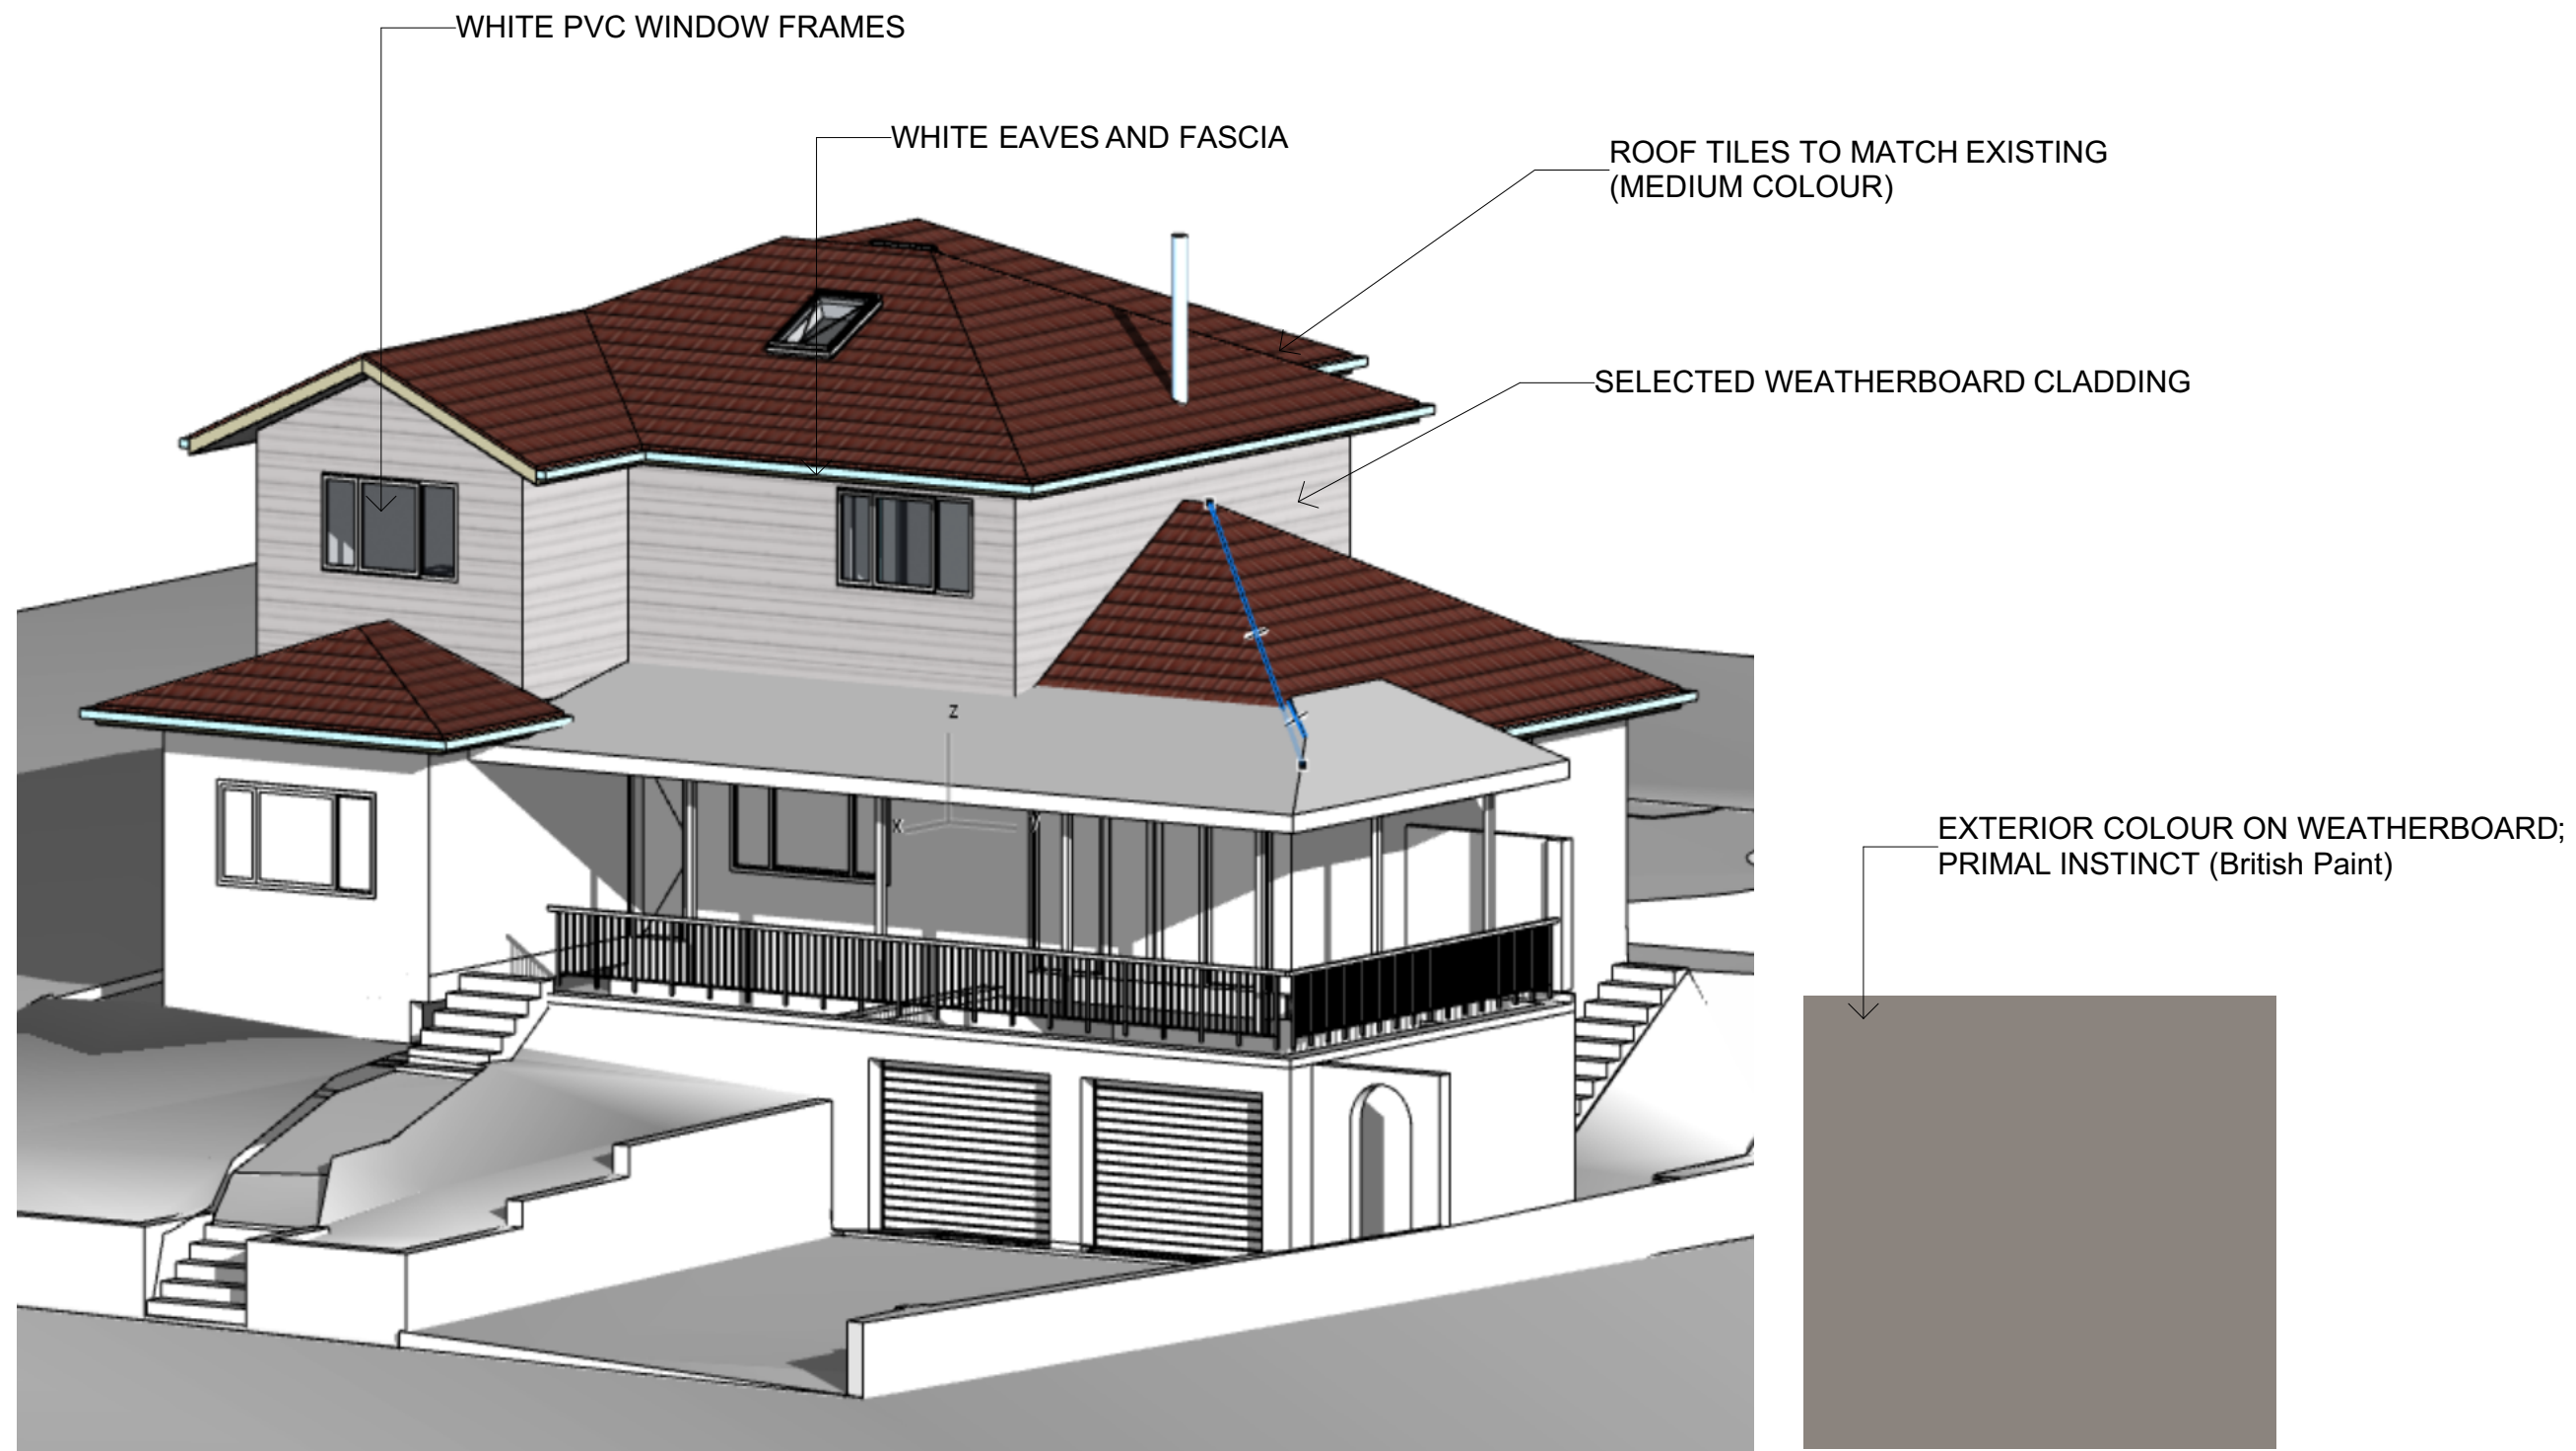 WHITE PVC WINDOW FRAMES
WHITE EAVES AND FASCIA
ROOF TILES TO MATCH EXISTING
(MEDIUM COLOUR)
SELECTED WEATHERBOARD CLADDING
z
x
y
EXTERIOR COLOUR ON WEATHERBOARD;
PRIMAL INSTINCT (British Paint)